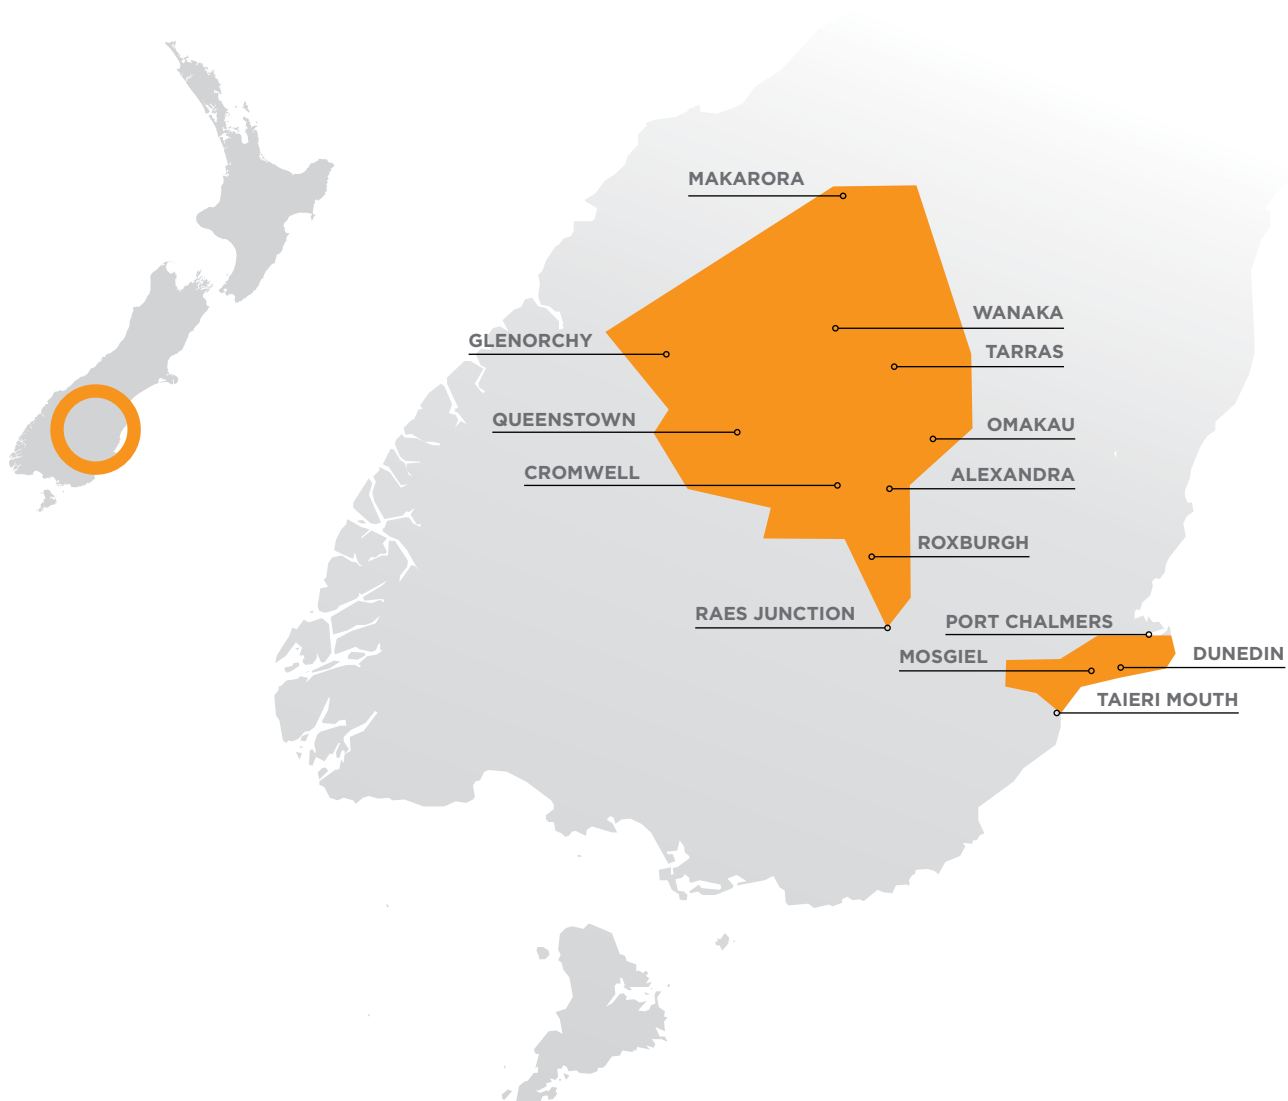 MAKARORA
WANAKA
GLENORCHY
TARRAS
QUEENSTOWN
OMAKAU
CROMWELL
ALEXANDRA
ROXBURGH
RAES JUNCTION
PORT CHALMERS
MOSGIEL
DUNEDIN
TAIERI MOUTH